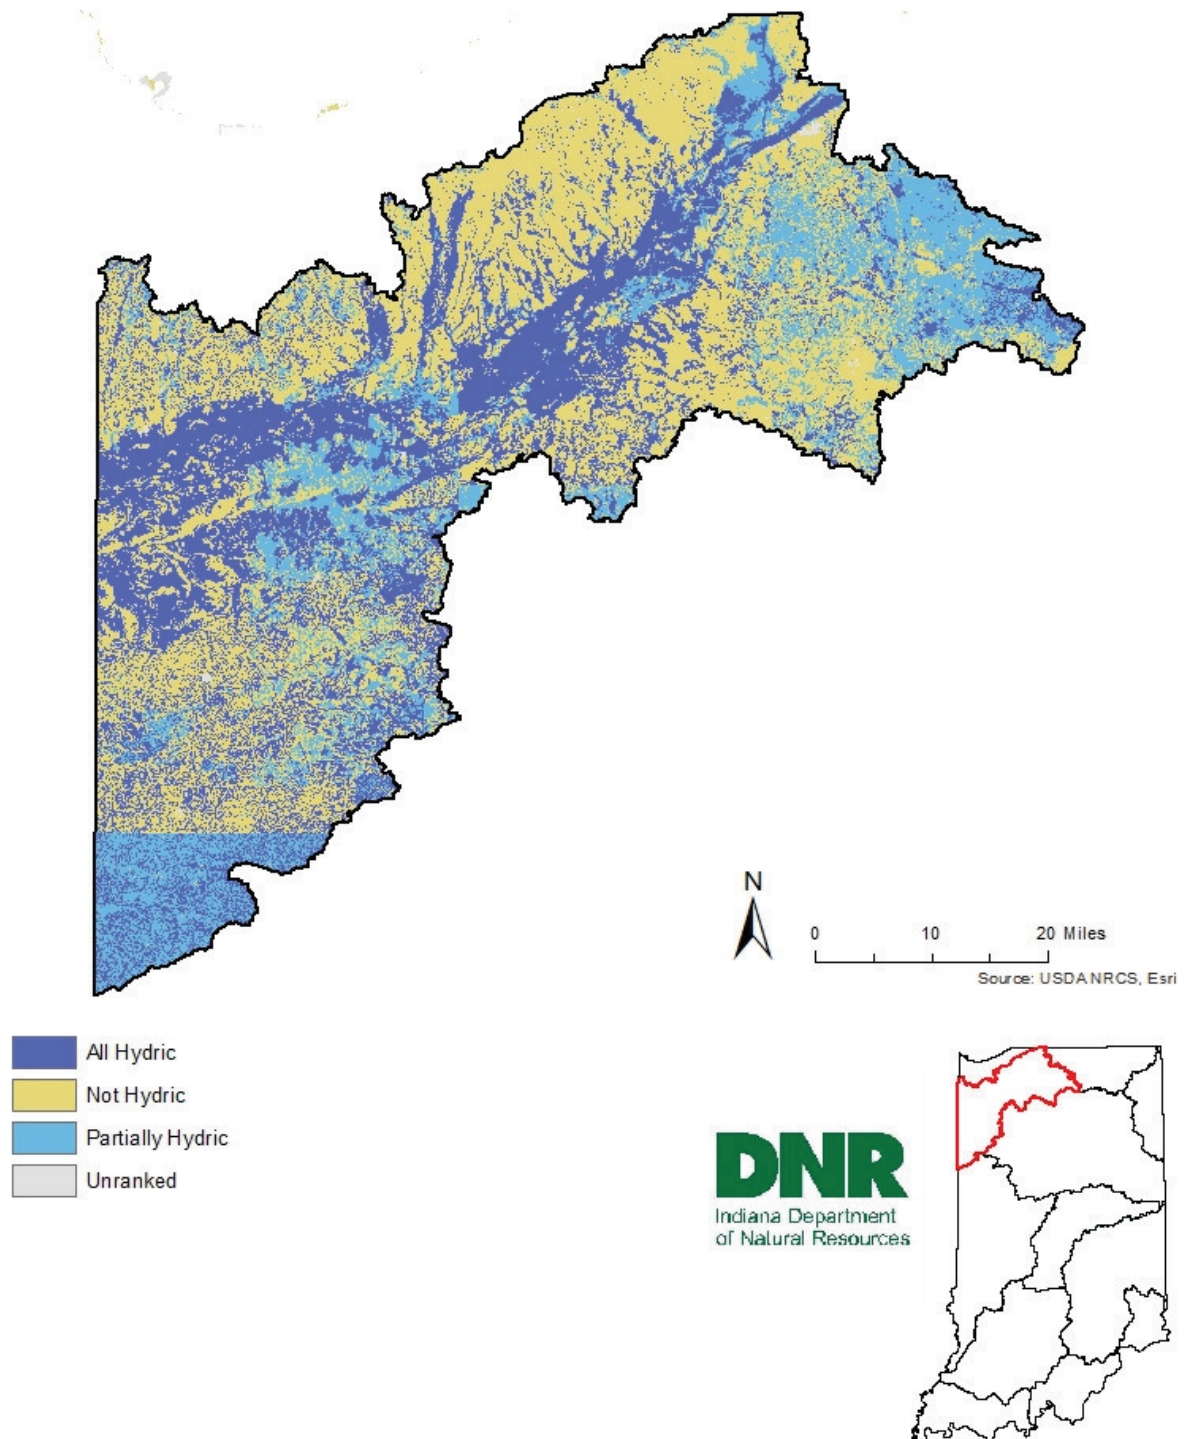 N
0 10 20 Miles
Source: USDA NRCS, Esri
All Hydric
Not Hydric
Partially Hydric
Unranked
DNR
Indiana Department
of Natural Resources